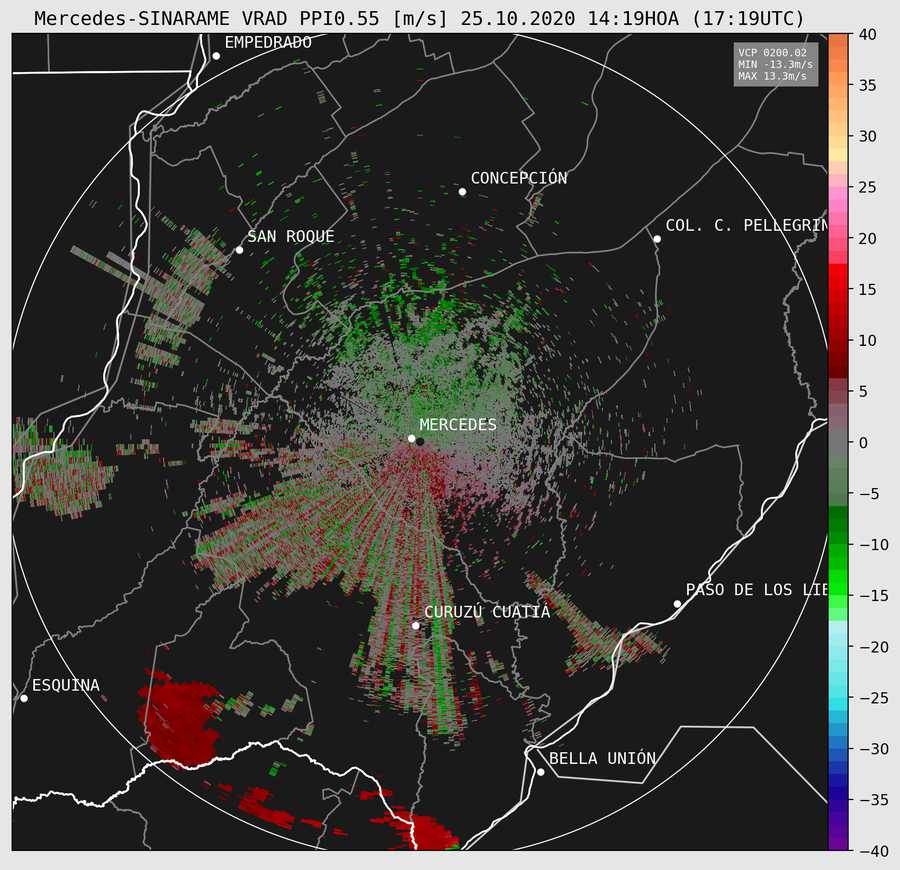 Mercedes-SINARAME VRAD PPI0.55 [m/s] 25.10.2020 14:19HOA (17:19UTC)
EMPEDRADO
VCP 0200.02
MIN -13.3m/s
MAX 13.3m/s
CONCEPCIÓN
COL. C. PELLEGRIN
SAN ROQUE
MERCEDES
PASO DE LOS LIE
CURUZÚ CUATIÁ
ESQUINA
BELLA UNIÓN
40
35
30
25
20
15
10
5
0
−5
−10
−15
−20
−25
−30
−35
−40